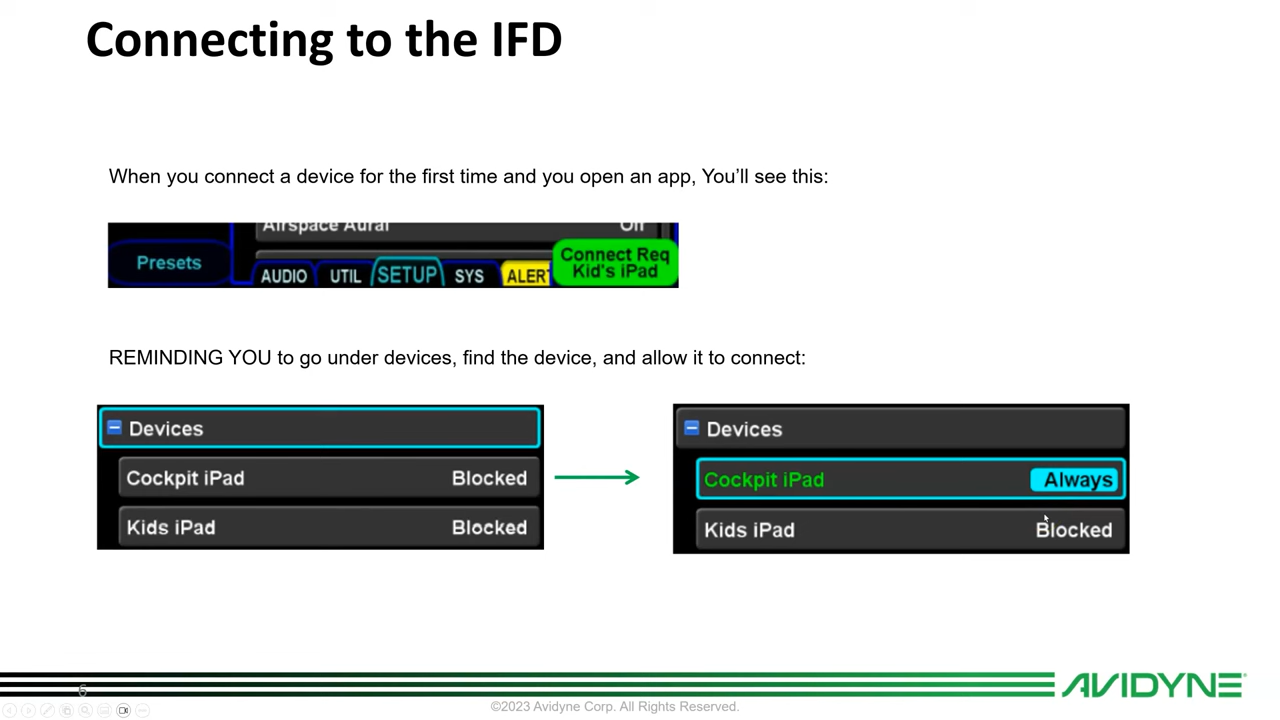 Connecting to the IFD
When you connect a device for the first time and you open an app, You'll see this:
Airspace Aural Off
Presets
AUDIO UTIL SETUP SYS ALERT
Connect Req
Kid's iPad
REMINDING YOU to go under devices, find the device, and allow it to connect:
Devices
Cockpit iPad Blocked
Kids iPad Blocked
Devices
Cockpit iPad Always
Kids iPad Blocked
6
©2023 Avidyne Corp. All Rights Reserved.
AVIDYNE